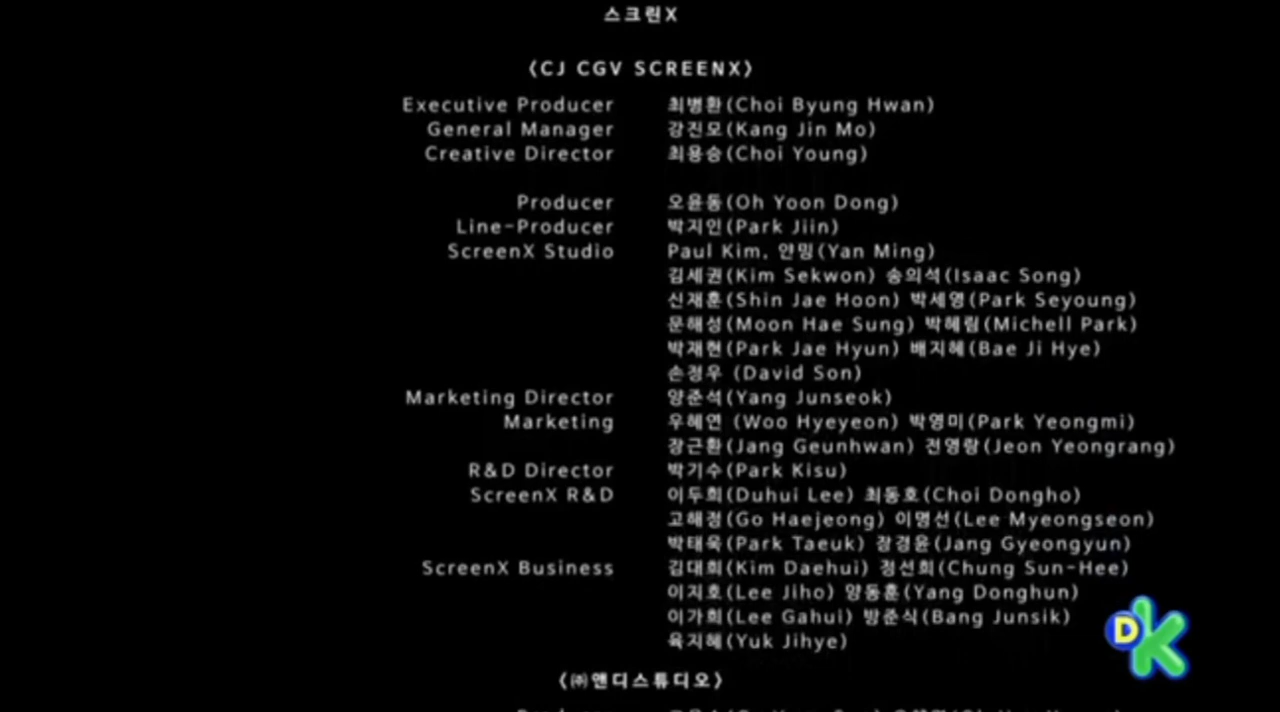 스크린X
〈CJ CGV SCREENX〉
Executive Producer 최병환(Choi Byung Hwan)
General Manager 강진모(Kang Jin Mo)
Creative Director 최용승(Choi Young)
Producer 오윤동(Oh Yoon Dong)
Line-Producer 박지인(Park Jiin)
ScreenX Studio Paul Kim, 얀밍(Yan Ming)
김세권(Kim Sekwon) 송의석(Isaac Song)
신재훈(Shin Jae Hoon) 박세영(Park Seyoung)
문해성(Moon Hae Sung) 박혜림(Michell Park)
박재현(Park Jae Hyun) 배지혜(Bae Ji Hye)
손정우 (David Son)
Marketing Director 양준석(Yang Junseok)
Marketing 우혜연 (Woo Hyeyeon) 박영미(Park Yeongmi)
장근환(Jang Geunhwan) 전영랑(Jeon Yeongrang)
R&D Director 박기수(Park Kisu)
ScreenX R&D 이두희(Duhui Lee) 최동호(Choi Dongho)
고해정(Go Haejeong) 이명선(Lee Myeongseon)
박태욱(Park Taeuk) 장경윤(Jang Gyeongyun)
ScreenX Business 김대희(Kim Daehui) 정선희(Chung Sun-Hee)
이지호(Lee Jiho) 양동훈(Yang Donghun)
이가희(Lee Gahui) 방준식(Bang Junsik)
육지혜(Yuk Jihye)
DK
〈㈜앤디스튜디오〉